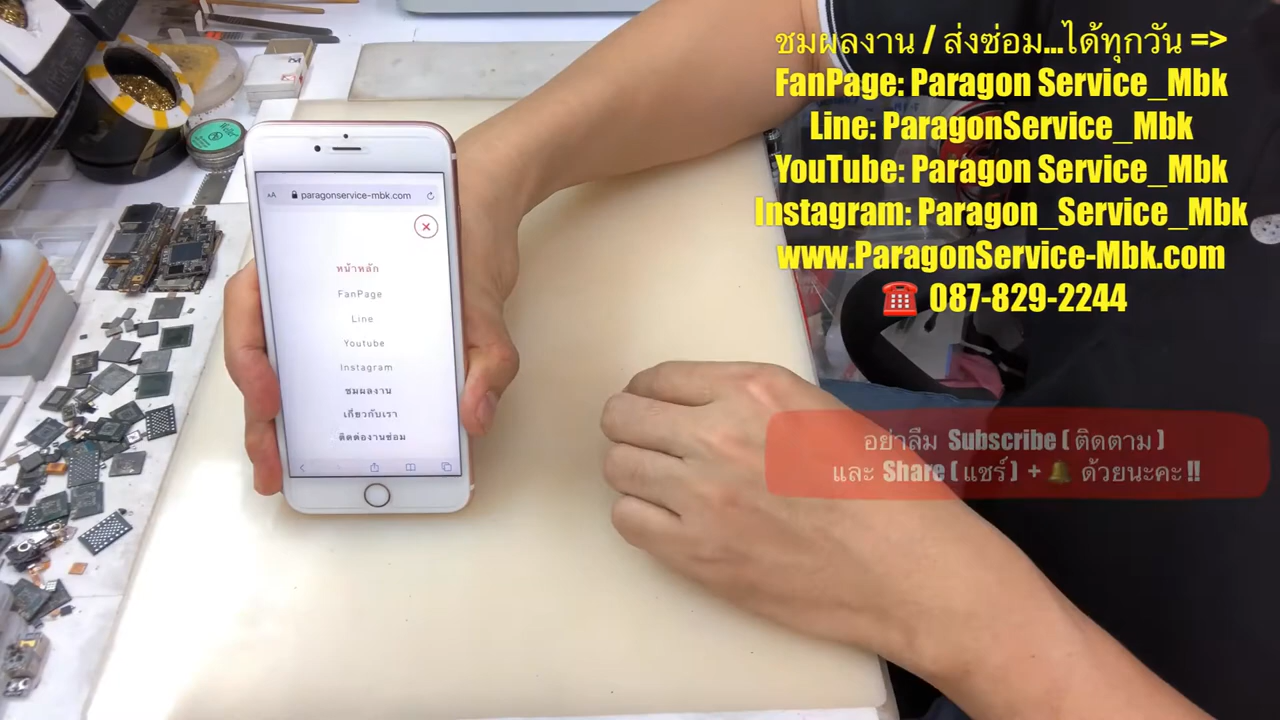 ชมผลงาน / ส่งซ่อม...ได้ทุกวัน =>
FanPage: Paragon Service_Mbk
Line: ParagonService_Mbk
YouTube: Paragon Service_Mbk
Instagram: Paragon_Service_Mbk
www.ParagonService-Mbk.com
☎️ 087-829-2244
อย่าลืม Subscribe ( ติดตาม )
และ Share ( แชร์ ) + 🔔 ด้วยนะคะ !!
AA paragonservice-mbk.com
หน้าหลัก
FanPage
Line
Youtube
Instagram
ชมผลงาน
เกี่ยวกับเรา
ติดต่องานซ่อม